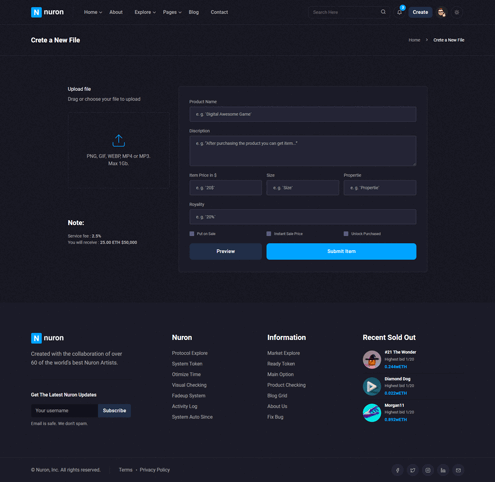 N nuron
Home About Explore Pages Blog Contact
Search Here
Create
Crete a New File
Home Crete a New File
Upload file
Drag or choose your file to upload
PNG, GIF, WEBP, MP4 or MP3.
Max 1Gb.
Note:
Service fee : 2.5%
You will receive : 25.00 ETH $50,000
Product Name
e. g. 'Digital Awesome Game'
Discription
e. g. "After purchasing the product you can get item..."
Item Price in $
e. g. '20$'
Size
e. g. 'Size'
Propertie
e. g. 'Propertie'
Royality
e. g. '20%'
Put on Sale
Instant Sale Price
Unlock Purchased
Preview
Submit Item
N nuron
Created with the collaboration of over
60 of the world's best Nuron Artists.
Get The Latest Nuron Updates
Your username
Subscribe
Email is safe. We don't spam.
Nuron
Protocol Explore
System Token
Otimize Time
Visual Checking
Fadeup System
Activity Log
System Auto Since
Information
Market Explore
Ready Token
Main Option
Product Checking
Blog Grid
About Us
Fix Bug
Recent Sold Out
#21 The Wonder
Highest bid 1/20
0.244wETH
Diamond Dog
Highest bid 1/20
0.022wETH
Morgan11
Highest bid 1/20
0.892wETH
© Nuron, Inc. All rights reserved.
Terms
Privacy Policy